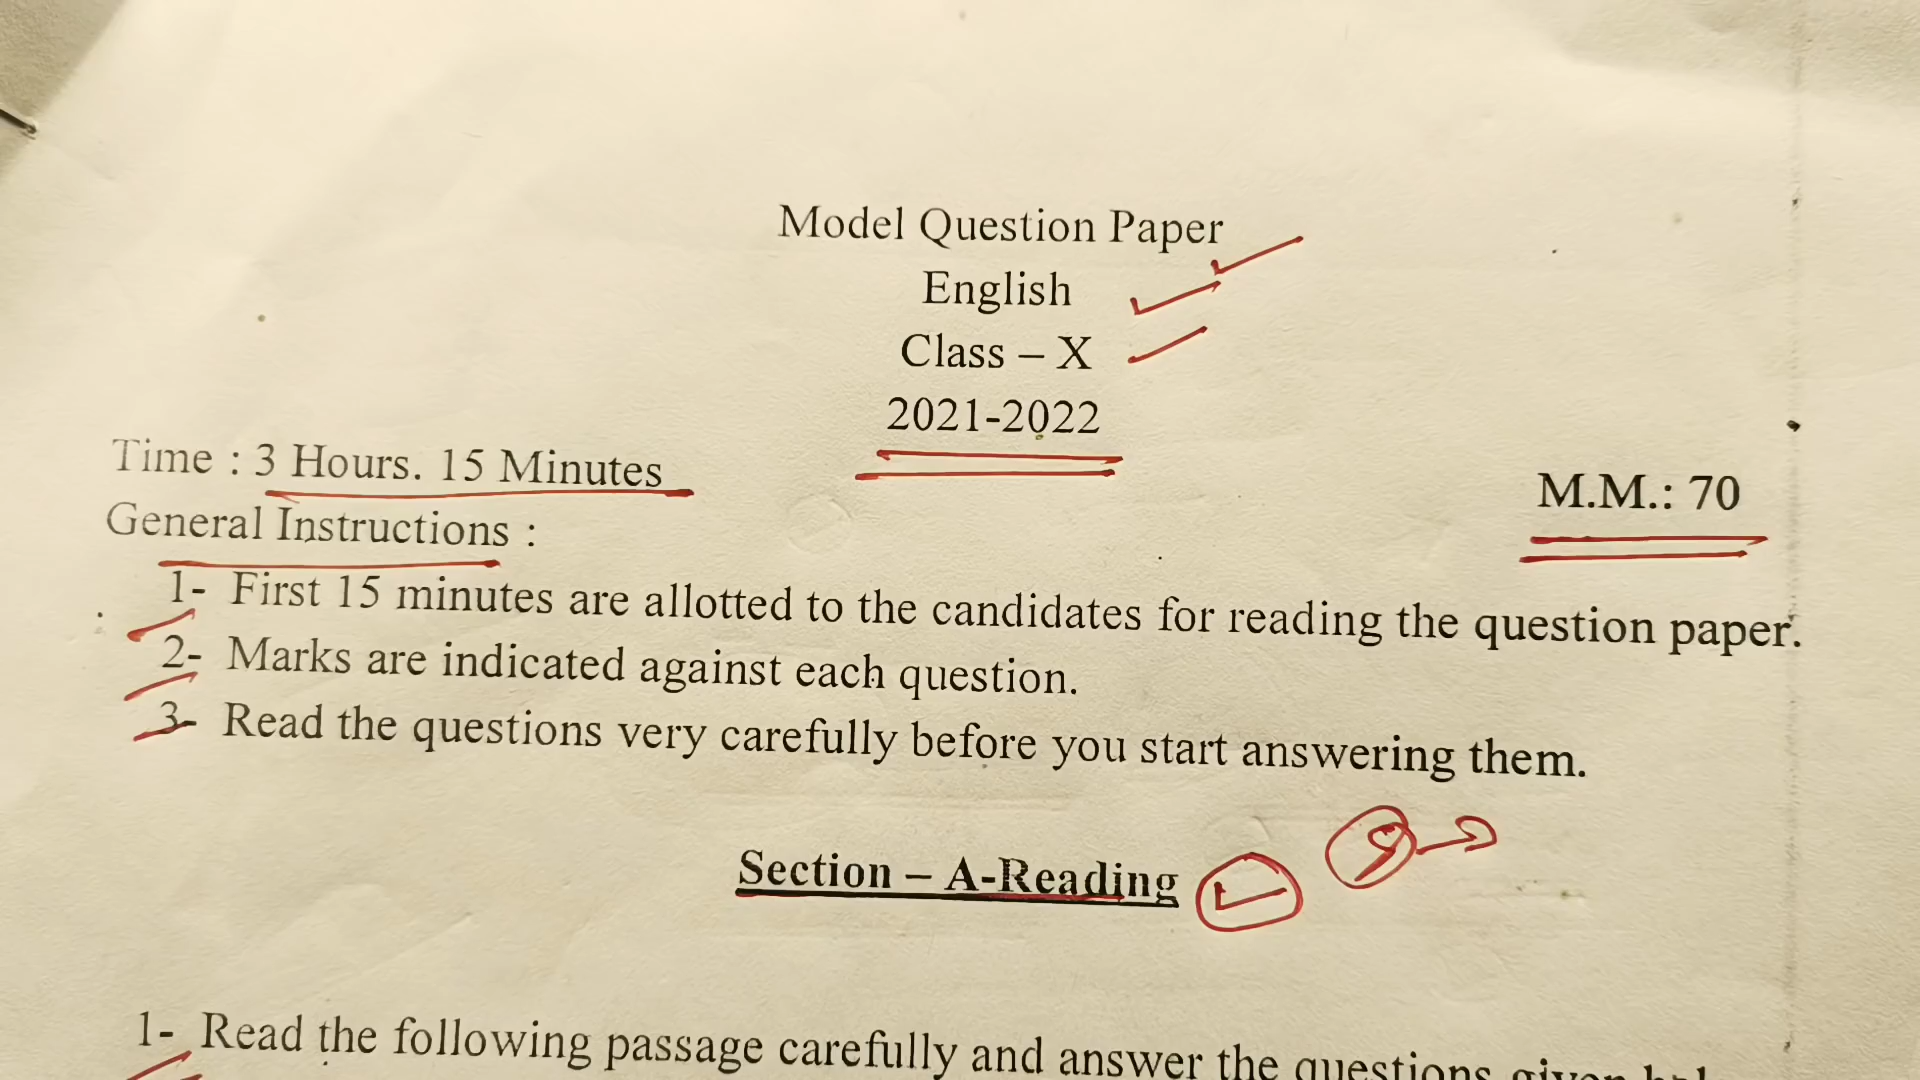 Model Question Paper
English
Class – X
2021-2022
Time : 3 Hours. 15 Minutes
M.M.: 70
General Instructions :
1- First 15 minutes are allotted to the candidates for reading the question paper.
2- Marks are indicated against each question.
3- Read the questions very carefully before you start answering them.
Section – A-Reading
1- Read the following passage carefully and answer the questions given